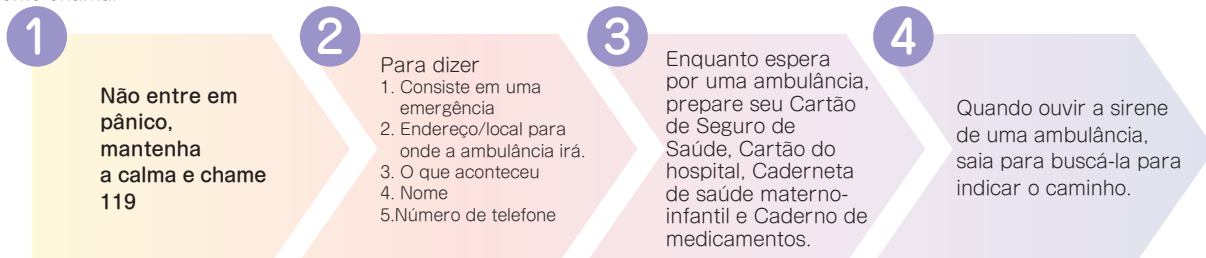 1
Não entre em
pânico,
mantenha
a calma e chame
119
2
Para dizer
1. Consiste em uma
emergência
2. Endereço/local para
onde a ambulância irá.
3. O que aconteceu
4. Nome
5.Número de telefone
3
Enquanto espera
por uma ambulância,
prepare seu Cartão
de Seguro de
Saúde, Cartão do
hospital, Caderneta
de saúde materno-
infantil e Caderno de
medicamentos.
4
Quando ouvir a sirene
de uma ambulância,
saia para buscá-la para
indicar o caminho.